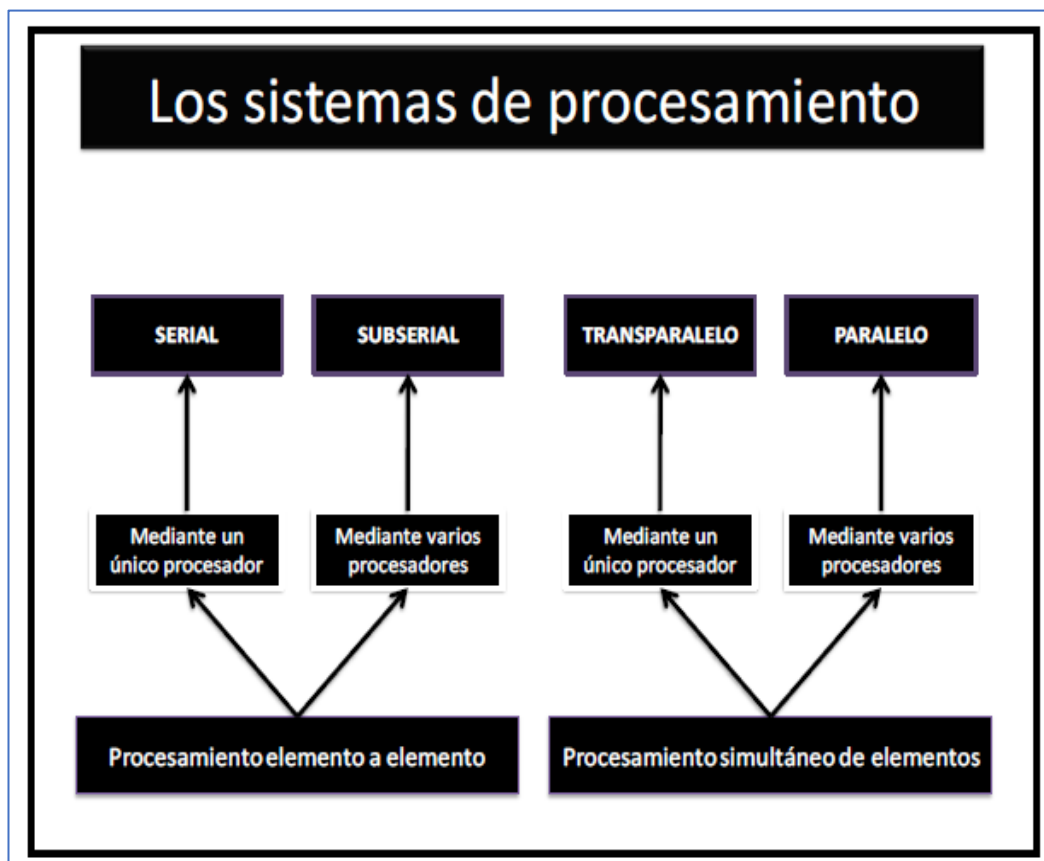 Los sistemas de procesamiento
SERIAL
SUBSERIAL
TRANSPARALELO
PARALELO
Mediante un
único procesador
Mediante varios
procesadores
Mediante un
único procesador
Mediante varios
procesadores
Procesamiento elemento a elemento
Procesamiento simultáneo de elementos